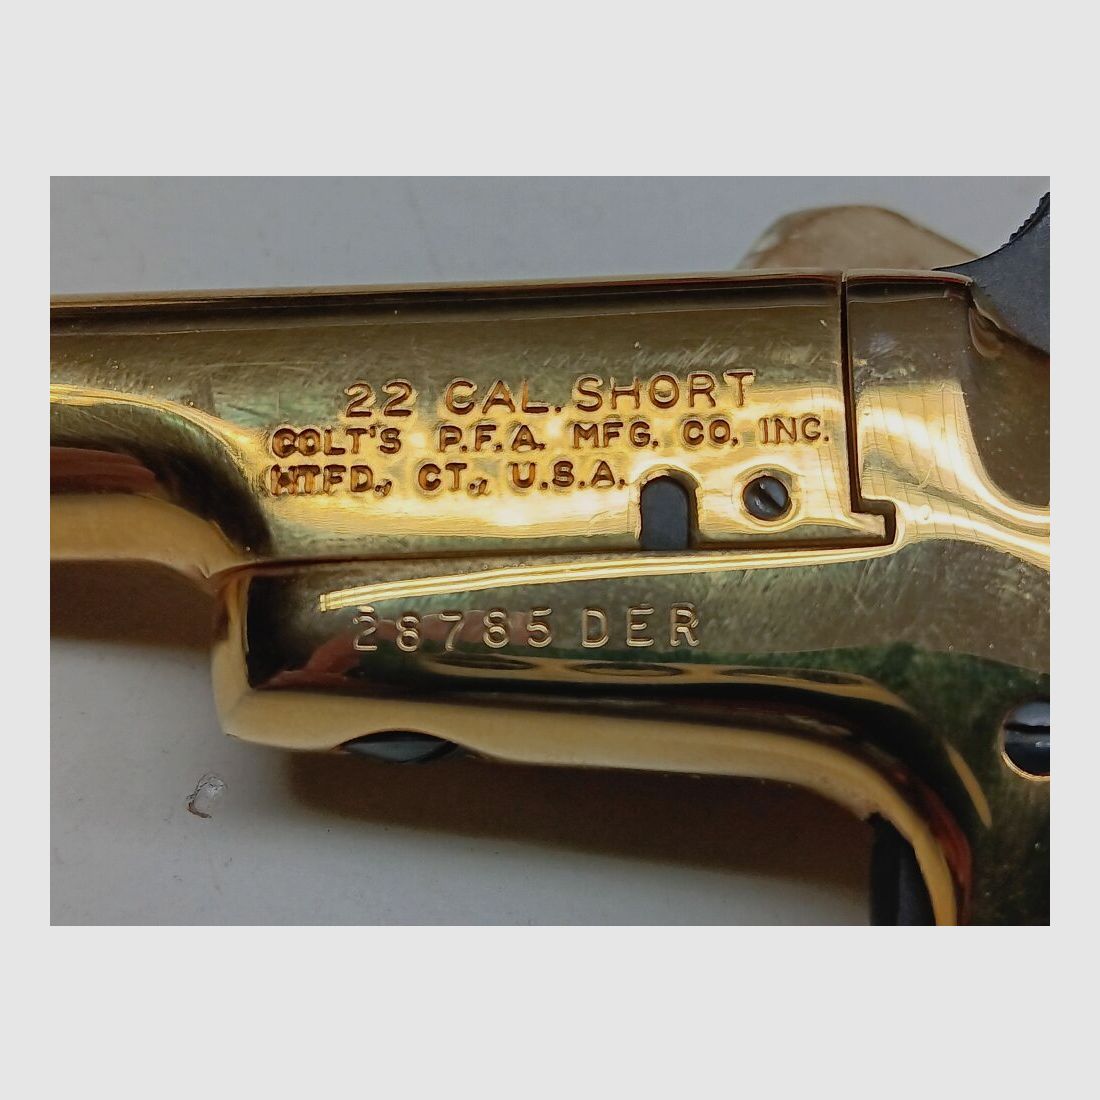 22 CAL. SHORT
COLT'S P.F.A. MFG. CO. INC.
HTFD., CT., U.S.A.
28785 DER